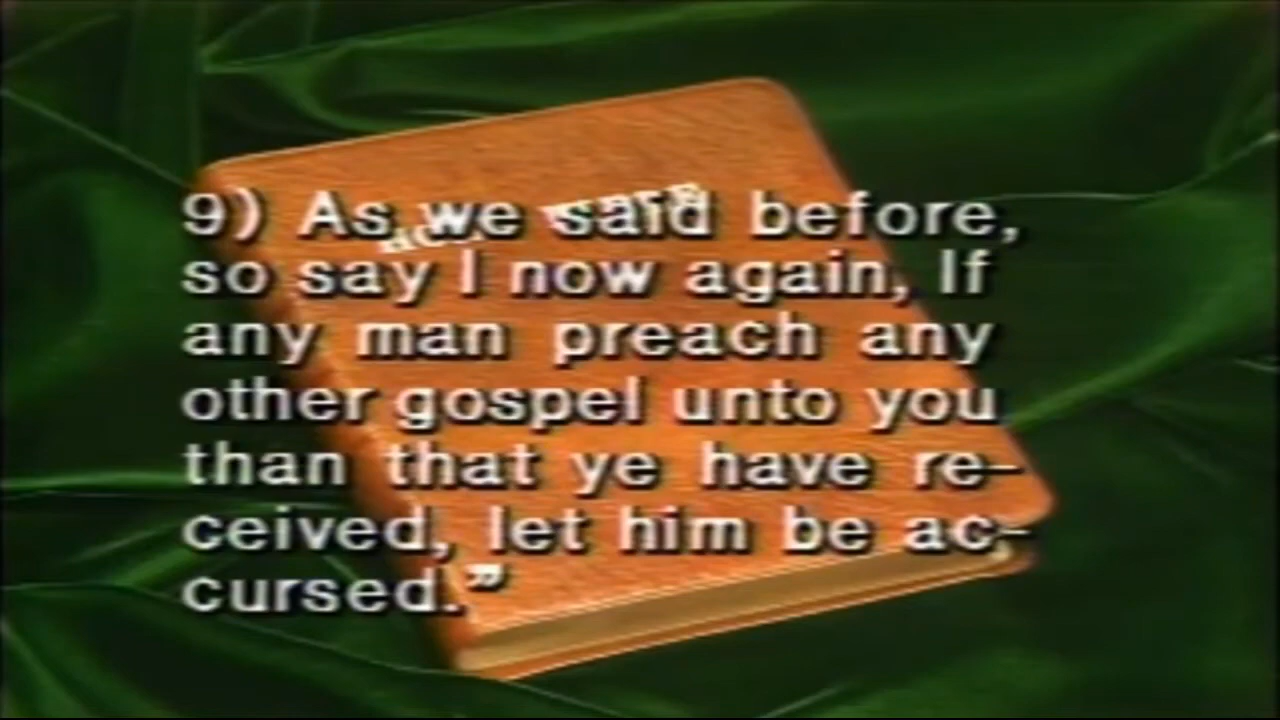 9) As we said before,
so say I now again, If
any man preach any
other gospel unto you
than that ye have re-
ceived, let him be ac-
cursed.”